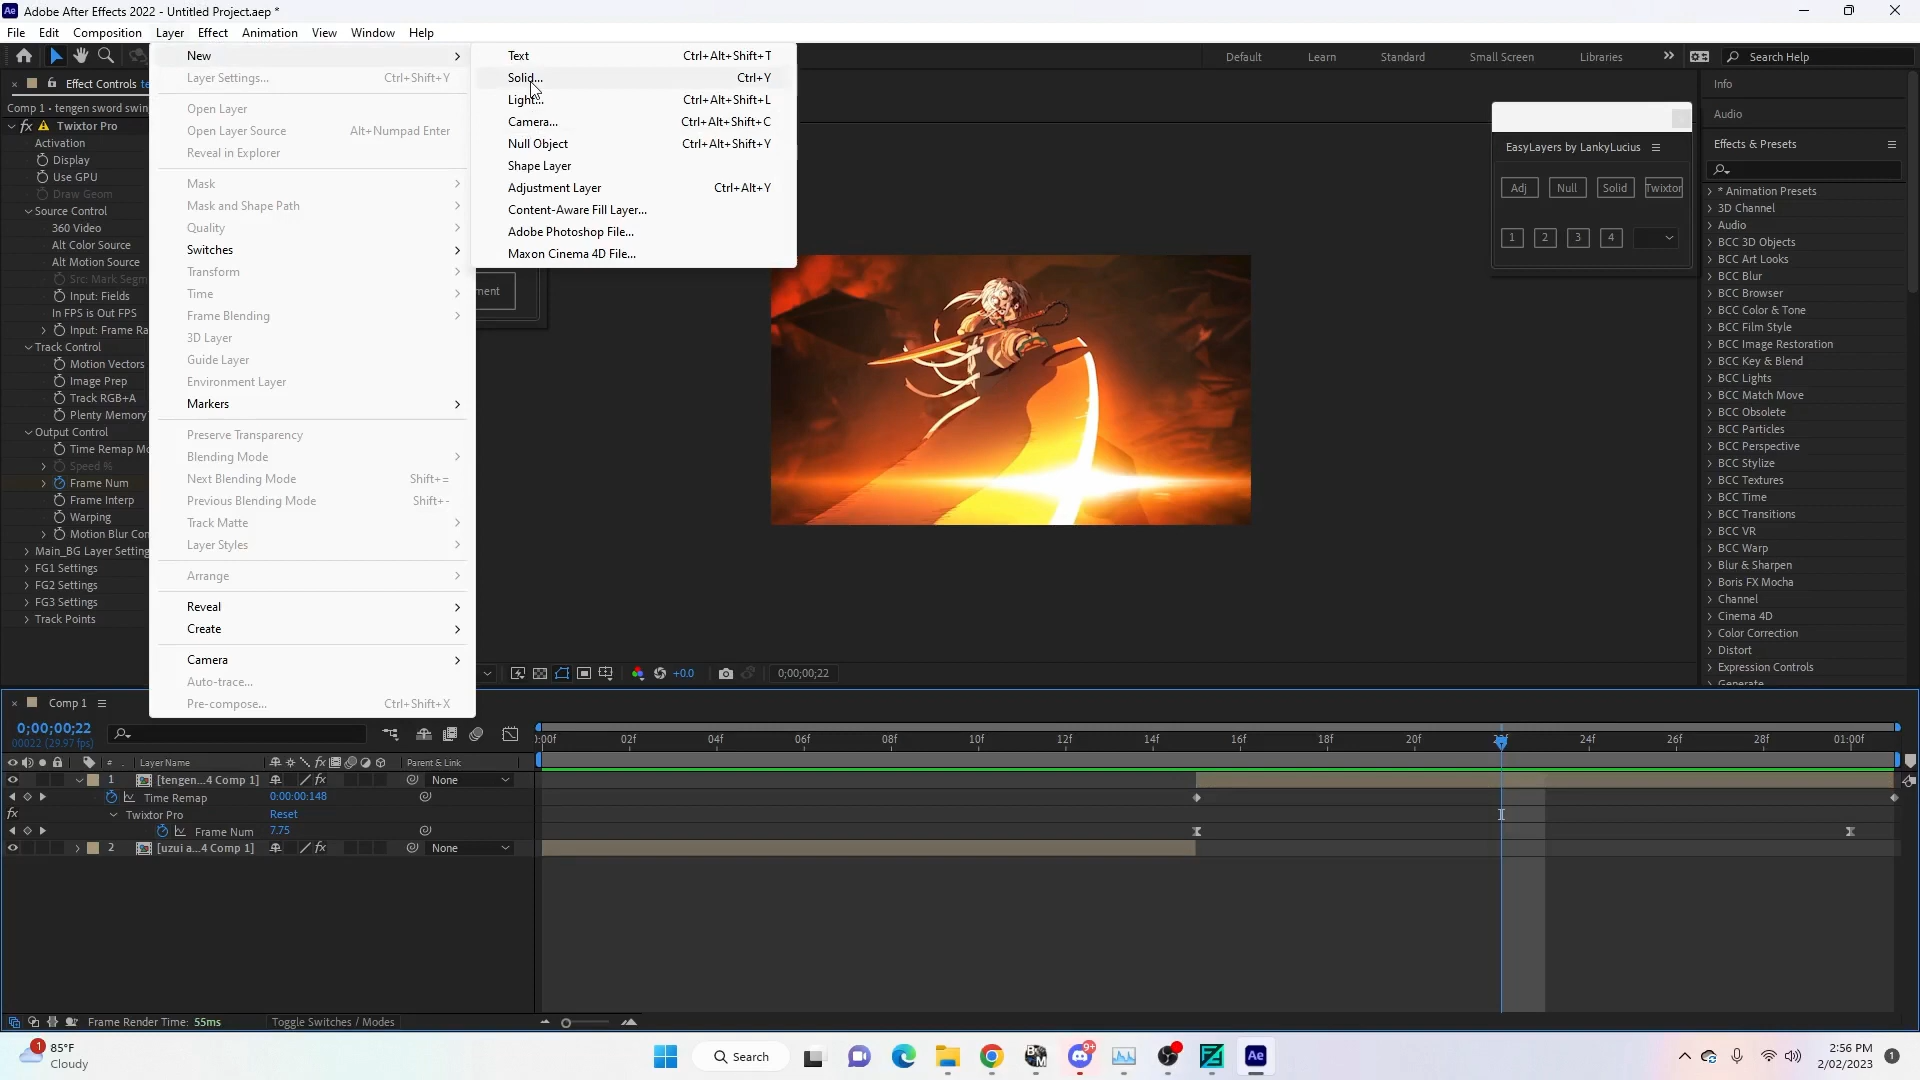 Adobe After Effects 2022 - Untitled Project.aep *
File Edit Composition Layer Effect Animation View Window Help
Default Learn Standard Small Screen Libraries Search Help
New
Layer Settings... Ctrl+Shift+Y
Open Layer
Open Layer Source Alt+Numpad Enter
Reveal in Explorer
Mask
Mask and Shape Path
Quality
Switches
Transform
Time
Frame Blending
3D Layer
Guide Layer
Environment Layer
Markers
Preserve Transparency
Blending Mode
Next Blending Mode Shift+=
Previous Blending Mode Shift+-
Track Matte
Layer Styles
Arrange
Reveal
Create
Camera
Auto-trace...
Pre-compose... Ctrl+Shift+X
Text Ctrl+Alt+Shift+T
Solid... Ctrl+Y
Light... Ctrl+Alt+Shift+L
Camera... Ctrl+Alt+Shift+C
Null Object Ctrl+Alt+Shift+Y
Shape Layer
Adjustment Layer Ctrl+Alt+Y
Content-Aware Fill Layer...
Adobe Photoshop File...
Maxon Cinema 4D File...
ment
Effect Controls te
Comp 1 • tengen sword swin
fx Twixtor Pro
Activation
Display
Use GPU
Draw Geom
Source Control
360 Video
Alt Color Source
Alt Motion Source
Src: Mark Segm
Input: Fields
In FPS is Out FPS
Input: Frame Ra
Track Control
Motion Vectors
Image Prep
Track RGB+A
Plenty Memory
Output Control
Time Remap Mo
Speed %
Frame Num
Frame Interp
Warping
Motion Blur Con
Main_BG Layer Setting
FG1 Settings
FG2 Settings
FG3 Settings
Track Points
EasyLayers by LankyLucius
Adj Null Solid Twixtor
1 2 3 4
Info
Audio
Effects & Presets
* Animation Presets
3D Channel
Audio
BCC 3D Objects
BCC Art Looks
BCC Blur
BCC Browser
BCC Color & Tone
BCC Film Style
BCC Image Restoration
BCC Key & Blend
BCC Lights
BCC Match Move
BCC Obsolete
BCC Particles
BCC Perspective
BCC Stylize
BCC Textures
BCC Time
BCC Transitions
BCC VR
BCC Warp
Blur & Sharpen
Boris FX Mocha
Channel
Cinema 4D
Color Correction
Distort
Expression Controls
Generate
+0.0 0;00;00;22
Comp 1
0;00;00;22
00022 (29.97 fps)
# Layer Name fx Parent & Link
):00f 02f 04f 06f 08f 10f 12f 14f 16f 18f 20f 24f 26f 28f 01:00f
1 [tengen...4 Comp 1] fx None
Time Remap 0:00:00:148
fx Twixtor Pro Reset
Frame Num 7.75
2 [uzui a...4 Comp 1] fx None
Frame Render Time: 55ms Toggle Switches / Modes
1 85°F
Cloudy
Search
9+
Ae
2:56 PM
2/02/2023
1